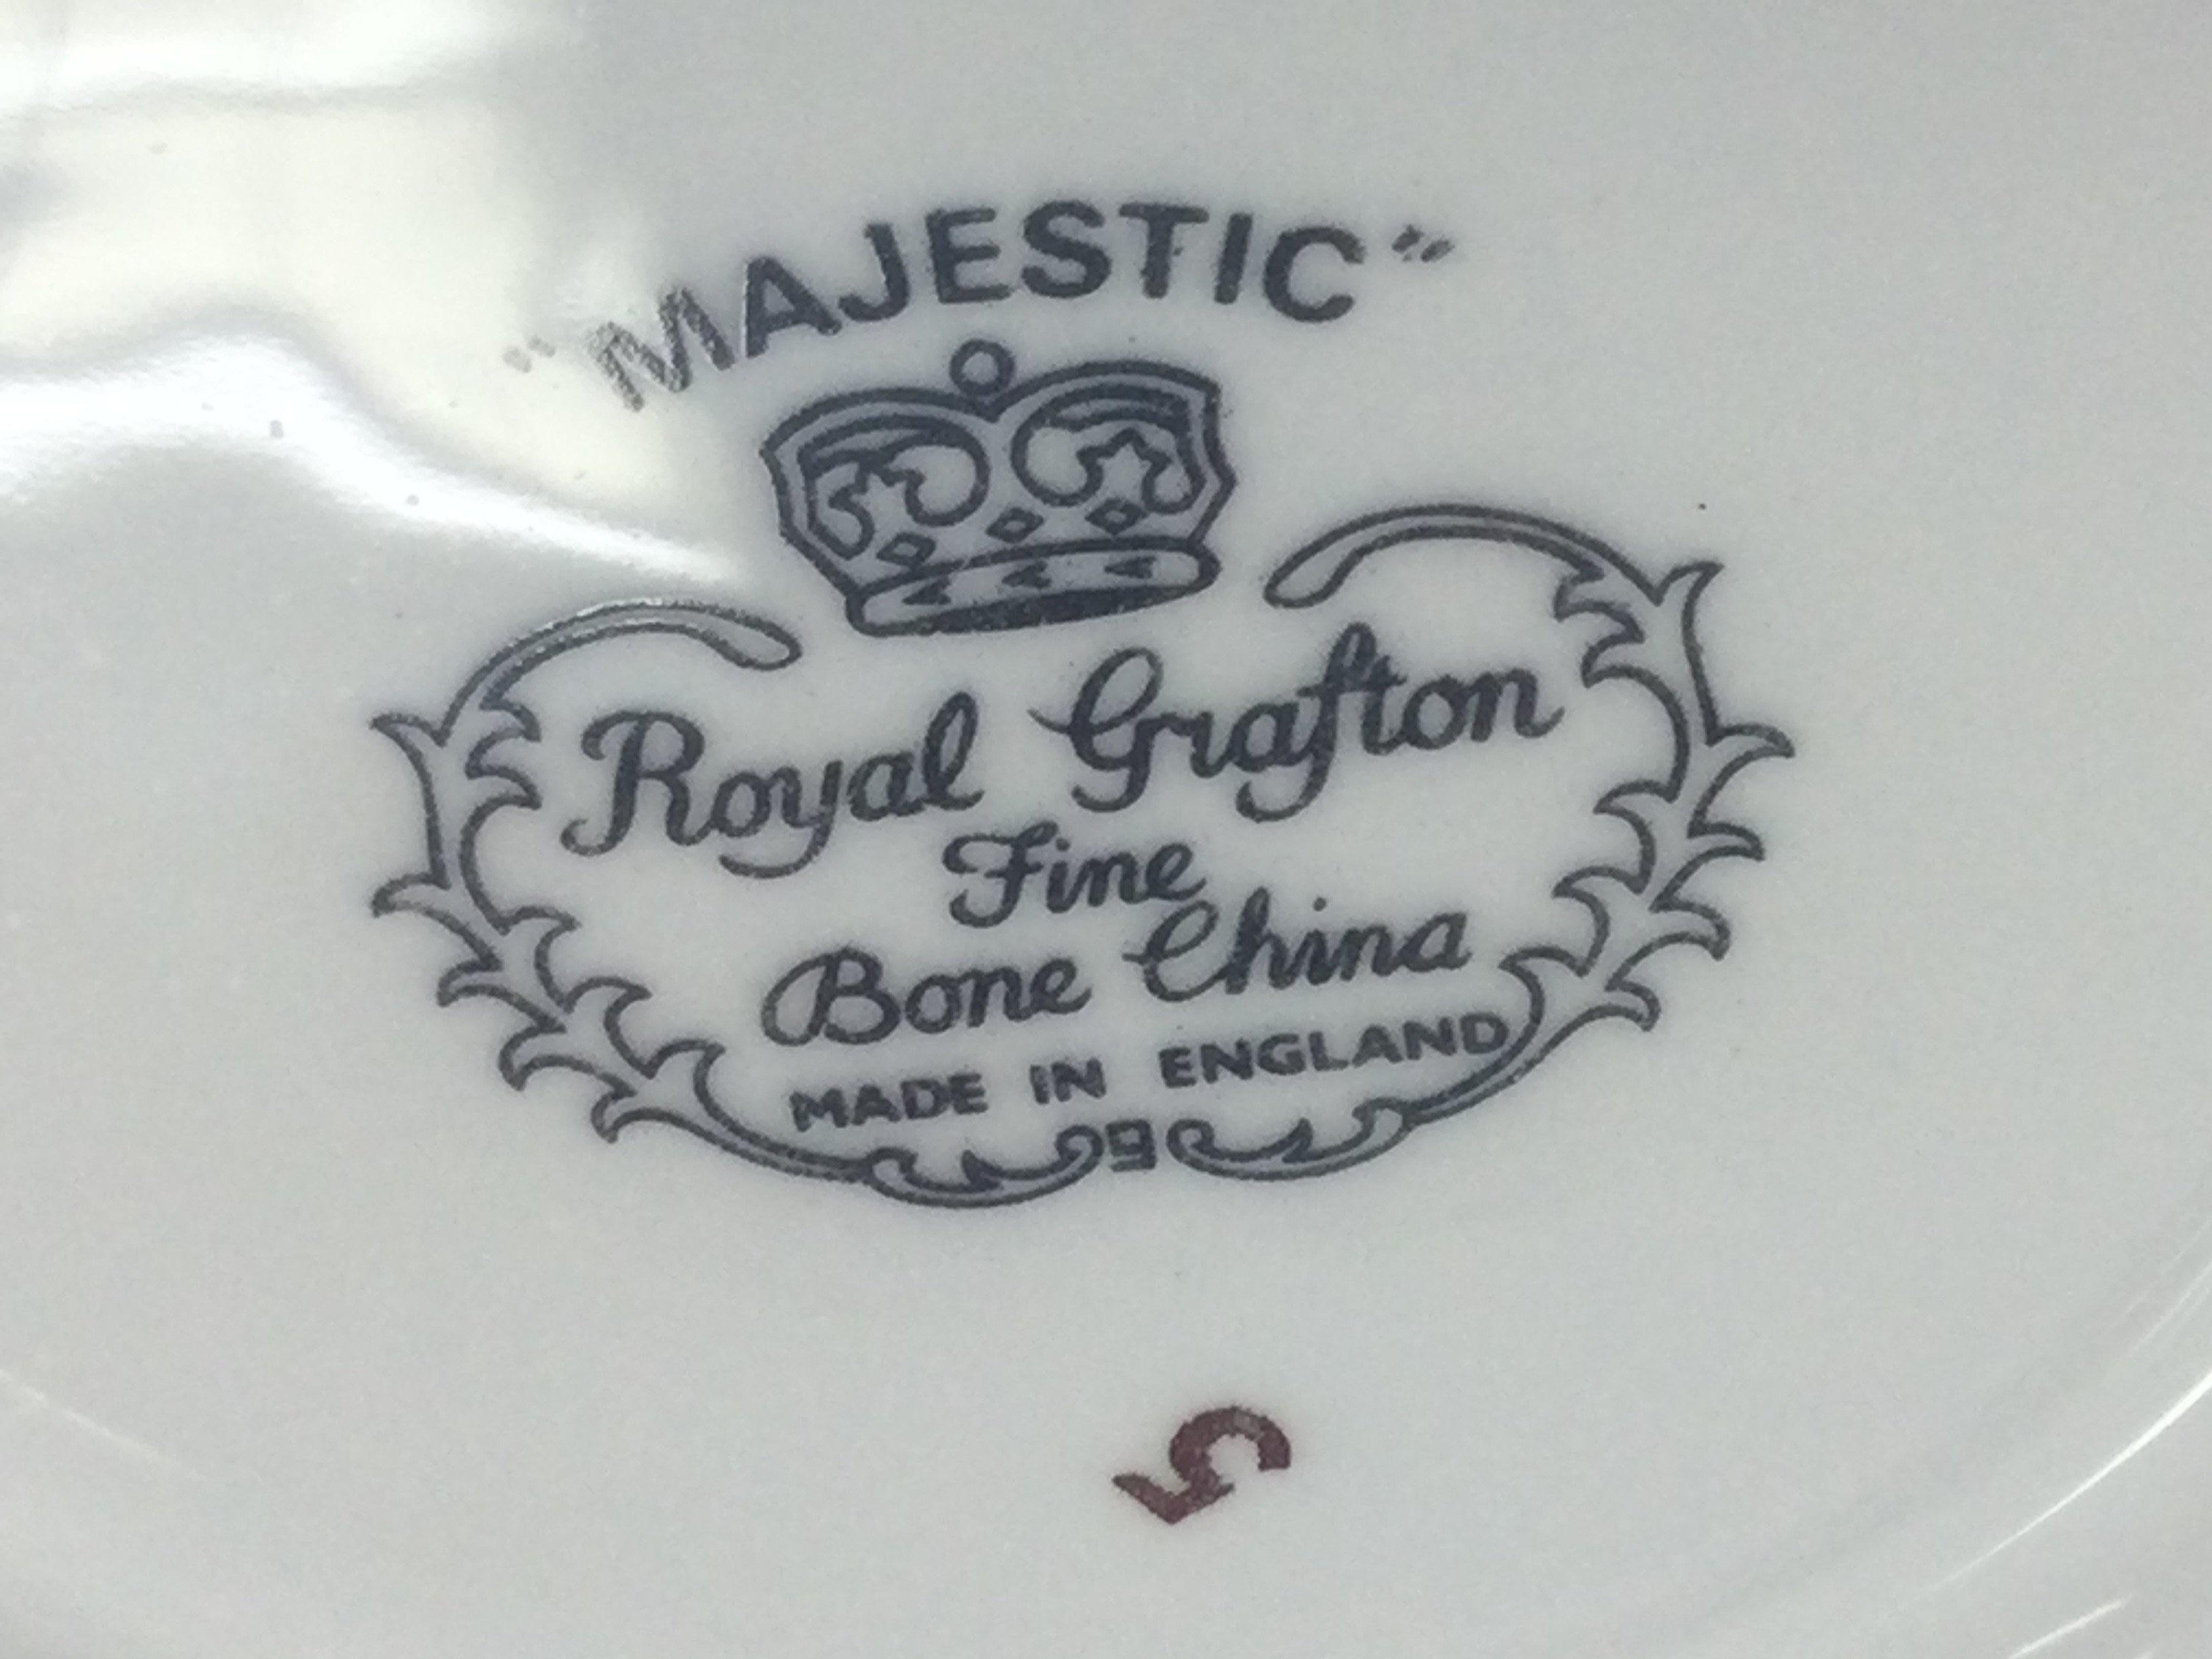 "MAJESTIC"
Royal Grafton
Fine
Bone China
MADE IN ENGLAND
5